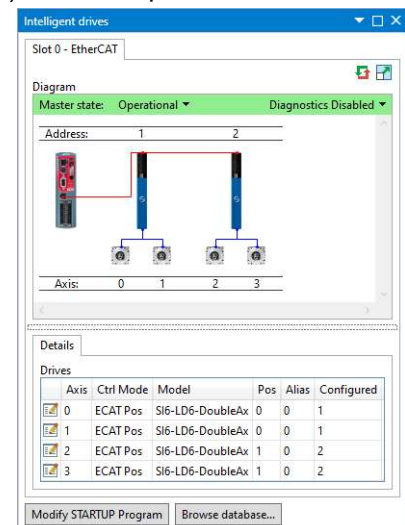 Intelligent drives
Slot 0 - EtherCAT
Diagram
Master state: Operational Diagnostics Disabled
Address: 1 2
Axis: 0 1 2 3
Details
Drives
Axis Ctrl Mode Model Pos Alias Configured
0 ECAT Pos SI6-LD6-DoubleAx 0 0 1
1 ECAT Pos SI6-LD6-DoubleAx 0 0 1
2 ECAT Pos SI6-LD6-DoubleAx 1 0 2
3 ECAT Pos SI6-LD6-DoubleAx 1 0 2
Modify STARTUP Program Browse database...